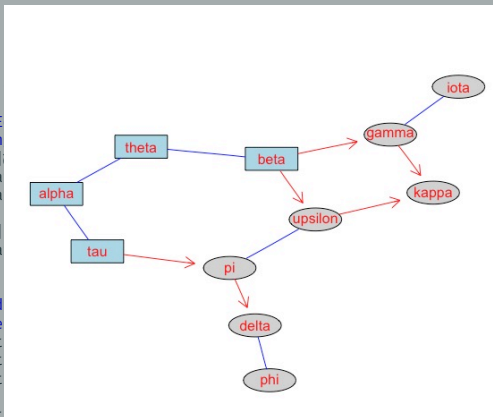 iota
gamma
theta
beta
alpha
kappa
upsilon
tau
pi
delta
phi